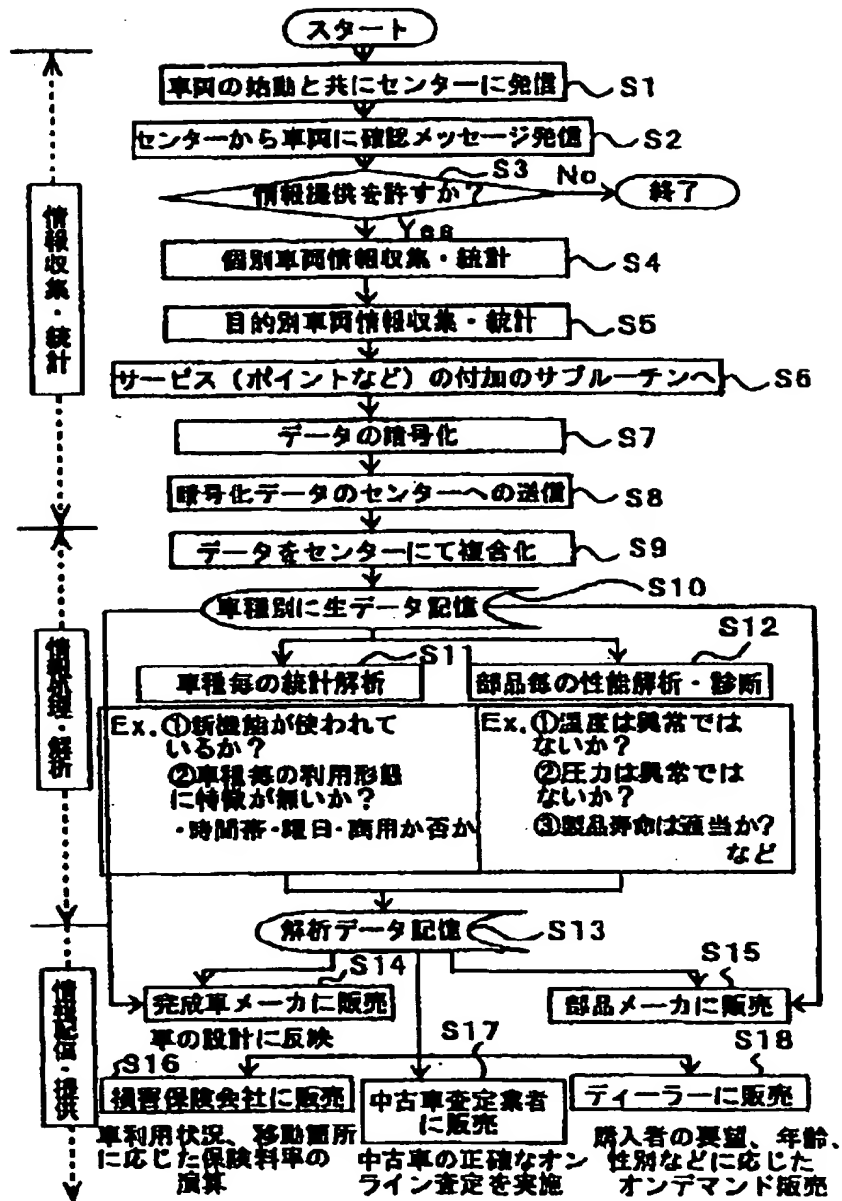 スタート
車両の始動と共にセンターに発信
S1
センターから車両に確認メッセージ発信
S2
情報提供を許すか?
S3
No
終了
Yes
個別車両情報収集・統計
S4
目的別車両情報収集・統計
S5
サービス(ポイントなど)の付加のサブルーチンへ
S6
データの暗号化
S7
暗号化データのセンターへの送信
S8
情報収集・統計
データをセンターにて複合化
S9
車種別に生データ記憶
S10
車種毎の統計解析
S11
部品毎の性能解析・診断
S12
Ex.①新機能が使われて
いるか?
②車種毎の利用形態
に特徴が無いか?
・時間帯・曜日・商用か否か
Ex.①温度は異常では
ないか?
②圧力は異常では
ないか?
③製品寿命は適当か?
など
情報処理・解析
解析データ記憶
S13
S14
完成車メーカに販売
車の設計に反映
S15
部品メーカに販売
S16
損害保険会社に販売
車利用状況、移動箇所
に応じた保険料率の
演算
S17
中古車査定業者
に販売
中古車の正確なオン
ライン査定を実施
S18
ディーラーに販売
購入者の要望、年齢、
性別などに応じた
オンデマンド販売
情報配信・提供